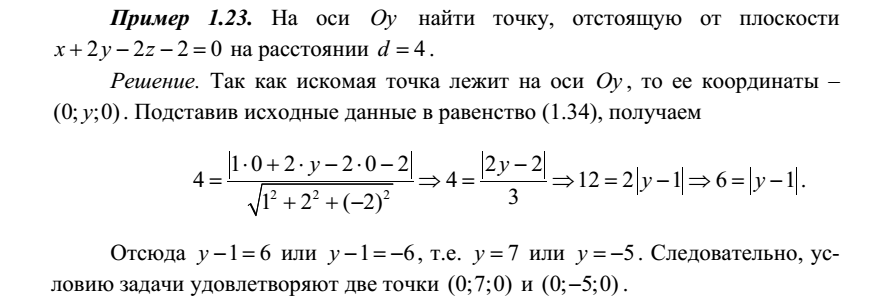 Пример 1.23. На оси Oy найти точку, отстоящую от плоскости
x + 2y − 2z − 2 = 0 на расстоянии d = 4.
Решение. Так как искомая точка лежит на оси Oy, то ее координаты –
(0; y;0). Подставив исходные данные в равенство (1.34), получаем
4 = |1·0 + 2·y − 2·0 − 2| / √(1² + 2² + (−2)²) ⇒ 4 = |2y − 2| / 3 ⇒ 12 = 2|y − 1| ⇒ 6 = |y − 1|.
Отсюда y − 1 = 6 или y − 1 = −6, т.е. y = 7 или y = −5. Следовательно, ус-
ловию задачи удовлетворяют две точки (0;7;0) и (0;−5;0).